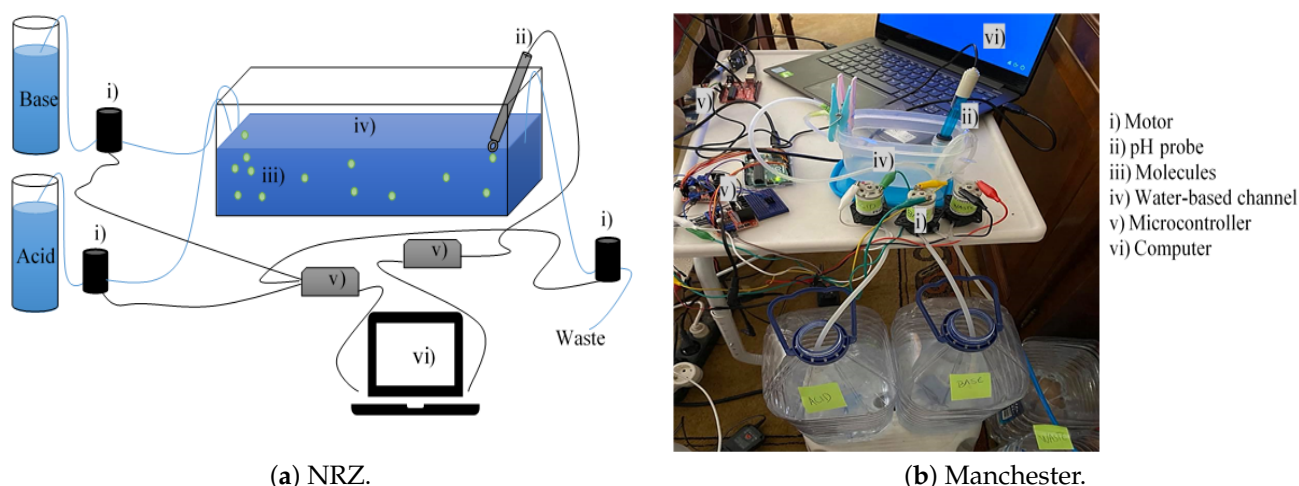 Base
i)
ii)
iv)
iii)
Acid
i)
i)
v)
v)
vi)
Waste
(a) NRZ.
vi)
v)
ii)
iv)
v)
i)
ACID
BASE
i) Motor
ii) pH probe
iii) Molecules
iv) Water-based channel
v) Microcontroller
vi) Computer
(b) Manchester.